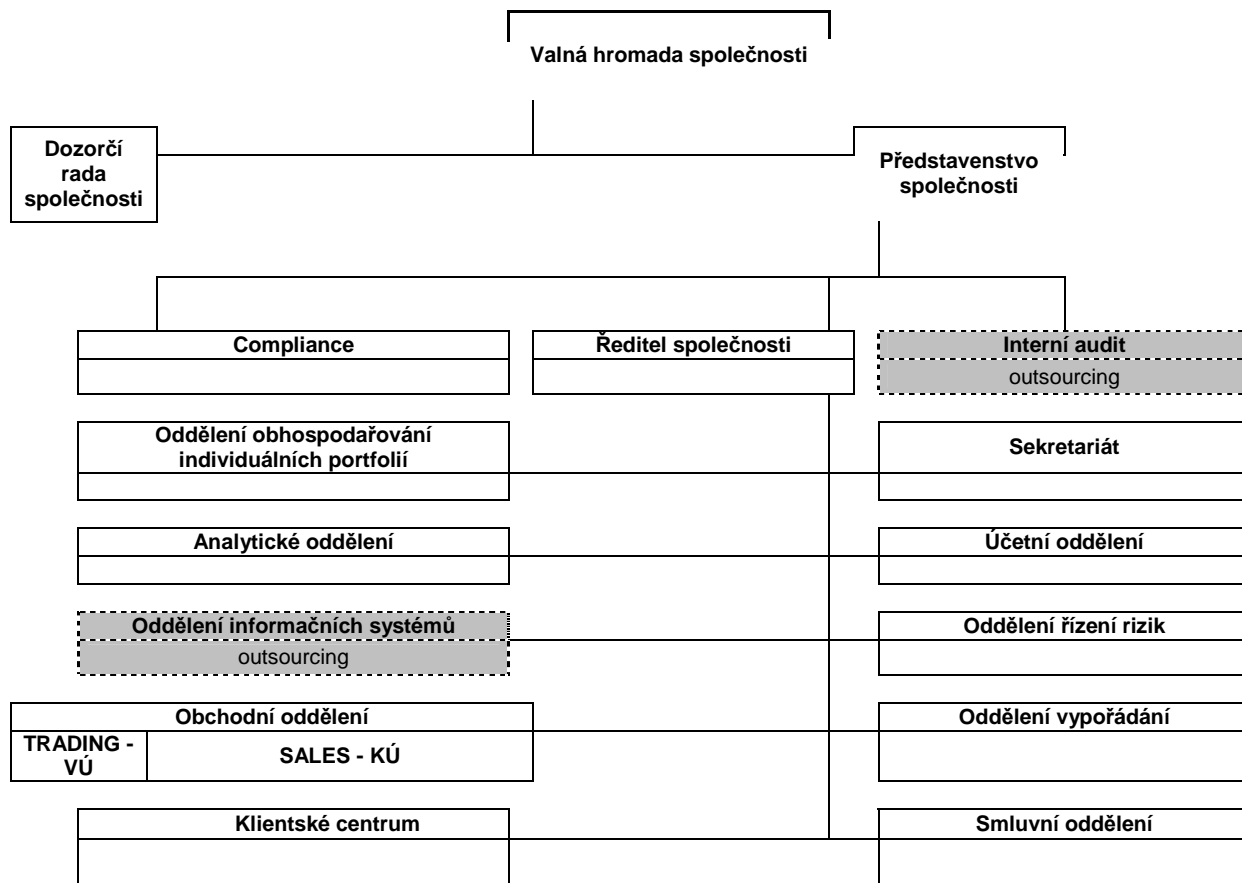 Valná hromada společnosti
Dozorčí
rada
společnosti
Představenstvo
společnosti
Compliance
Ředitel společnosti
Interní audit
outsourcing
Oddělení obhospodařování
individuálních portfolií
Sekretariát
Analytické oddělení
Účetní oddělení
Oddělení informačních systémů
outsourcing
Oddělení řízení rizik
Obchodní oddělení
TRADING -
VÚ
SALES - KÚ
Oddělení vypořádání
Klientské centrum
Smluvní oddělení